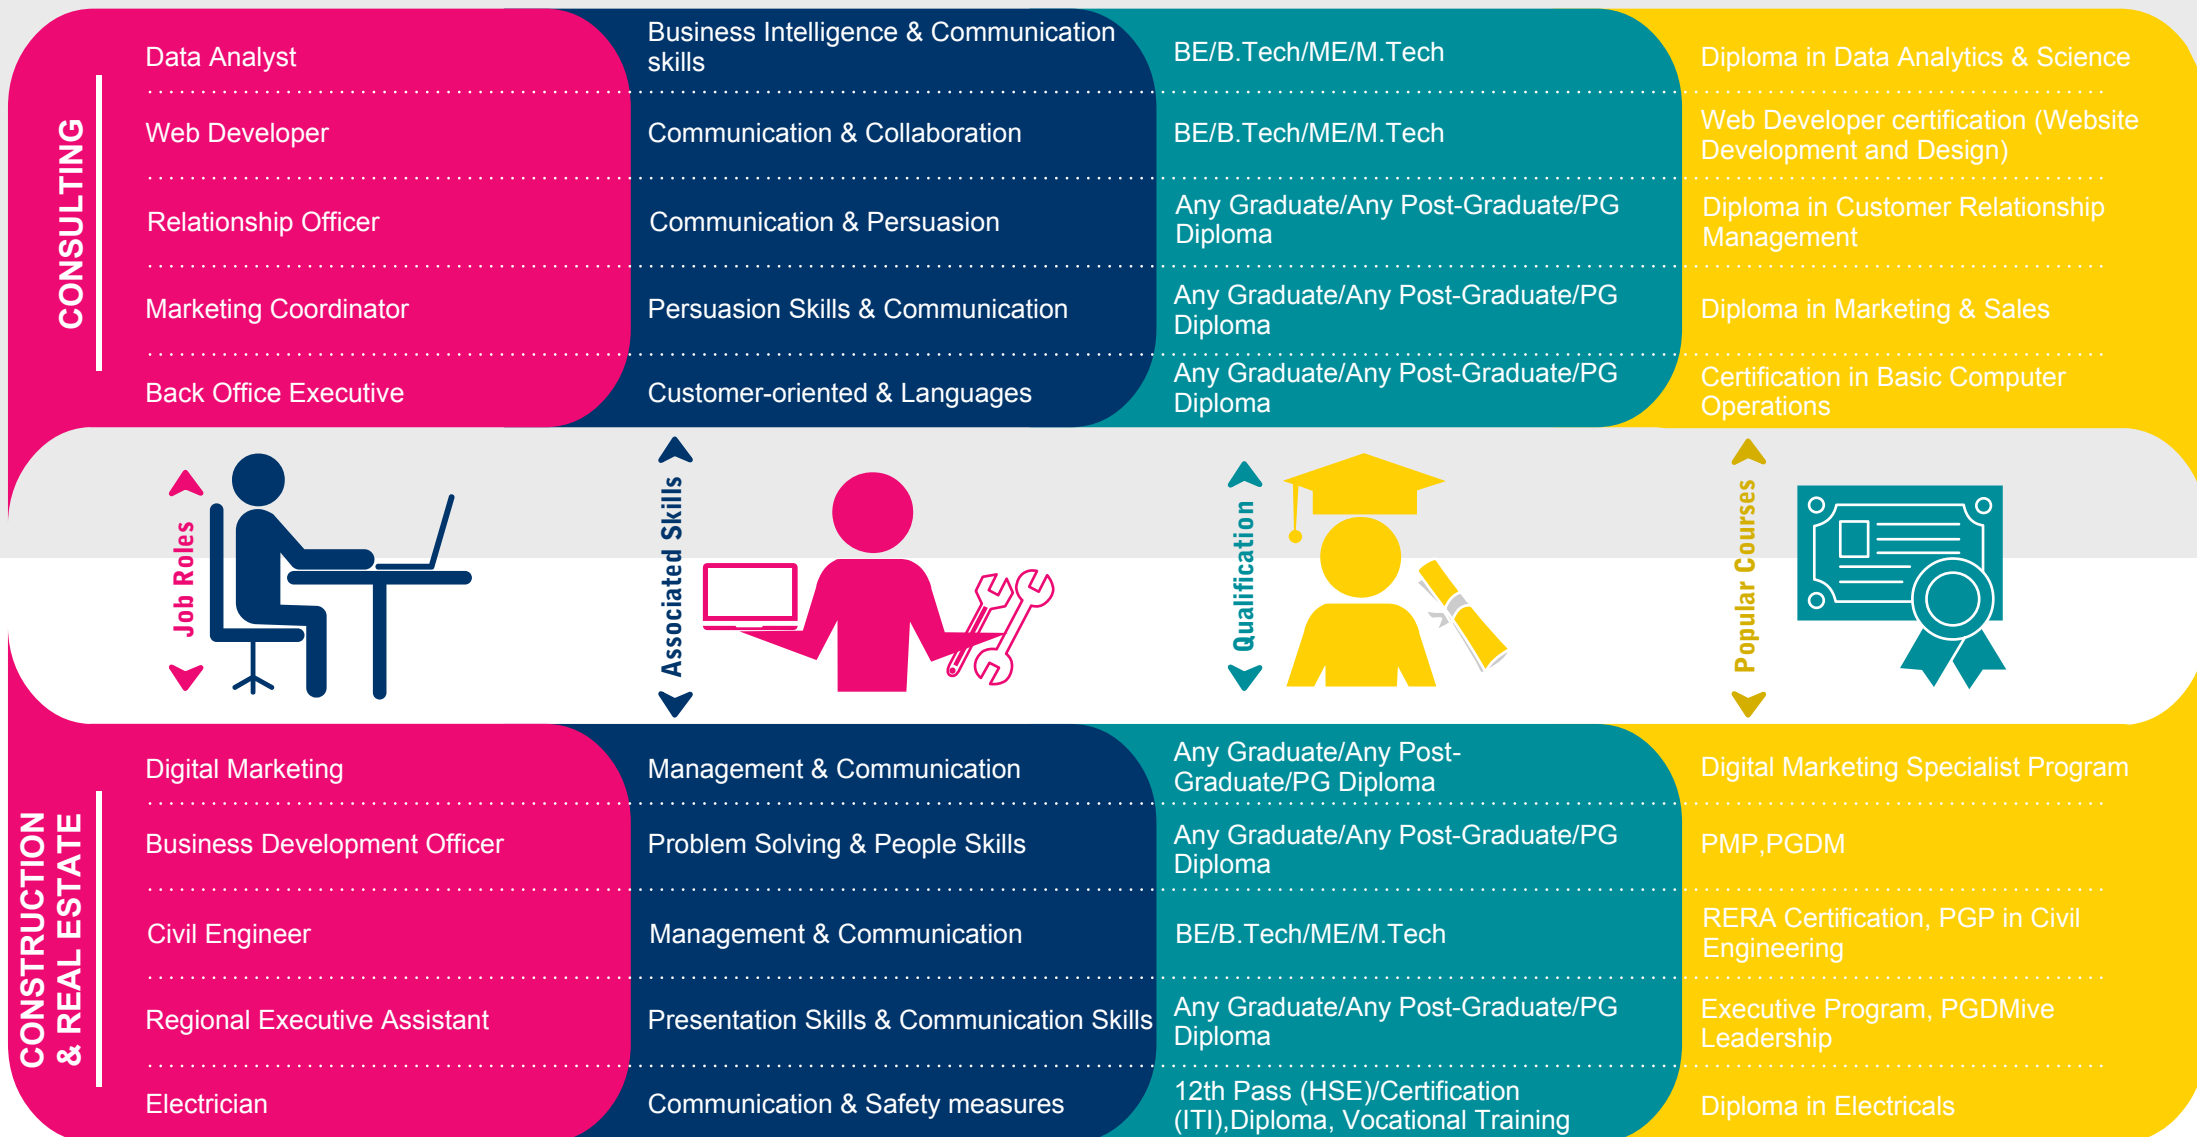 CONSULTING
Data Analyst
Business Intelligence & Communication
skills
BE/B.Tech/ME/M.Tech
Diploma in Data Analytics & Science
Web Developer
Communication & Collaboration
BE/B.Tech/ME/M.Tech
Web Developer certification (Website
Development and Design)
Relationship Officer
Communication & Persuasion
Any Graduate/Any Post-Graduate/PG
Diploma
Diploma in Customer Relationship
Management
Marketing Coordinator
Persuasion Skills & Communication
Any Graduate/Any Post-Graduate/PG
Diploma
Diploma in Marketing & Sales
Back Office Executive
Customer-oriented & Languages
Any Graduate/Any Post-Graduate/PG
Diploma
Certification in Basic Computer
Operations
Job Roles
Associated Skills
Qualification
Popular Courses
CONSTRUCTION
& REAL ESTATE
Digital Marketing
Management & Communication
Any Graduate/Any Post-
Graduate/PG Diploma
Digital Marketing Specialist Program
Business Development Officer
Problem Solving & People Skills
Any Graduate/Any Post-Graduate/PG
Diploma
PMP,PGDM
Civil Engineer
Management & Communication
BE/B.Tech/ME/M.Tech
RERA Certification, PGP in Civil
Engineering
Regional Executive Assistant
Presentation Skills & Communication Skills
Any Graduate/Any Post-Graduate/PG
Diploma
Executive Program, PGDMive
Leadership
Electrician
Communication & Safety measures
12th Pass (HSE)/Certification
(ITI),Diploma, Vocational Training
Diploma in Electricals